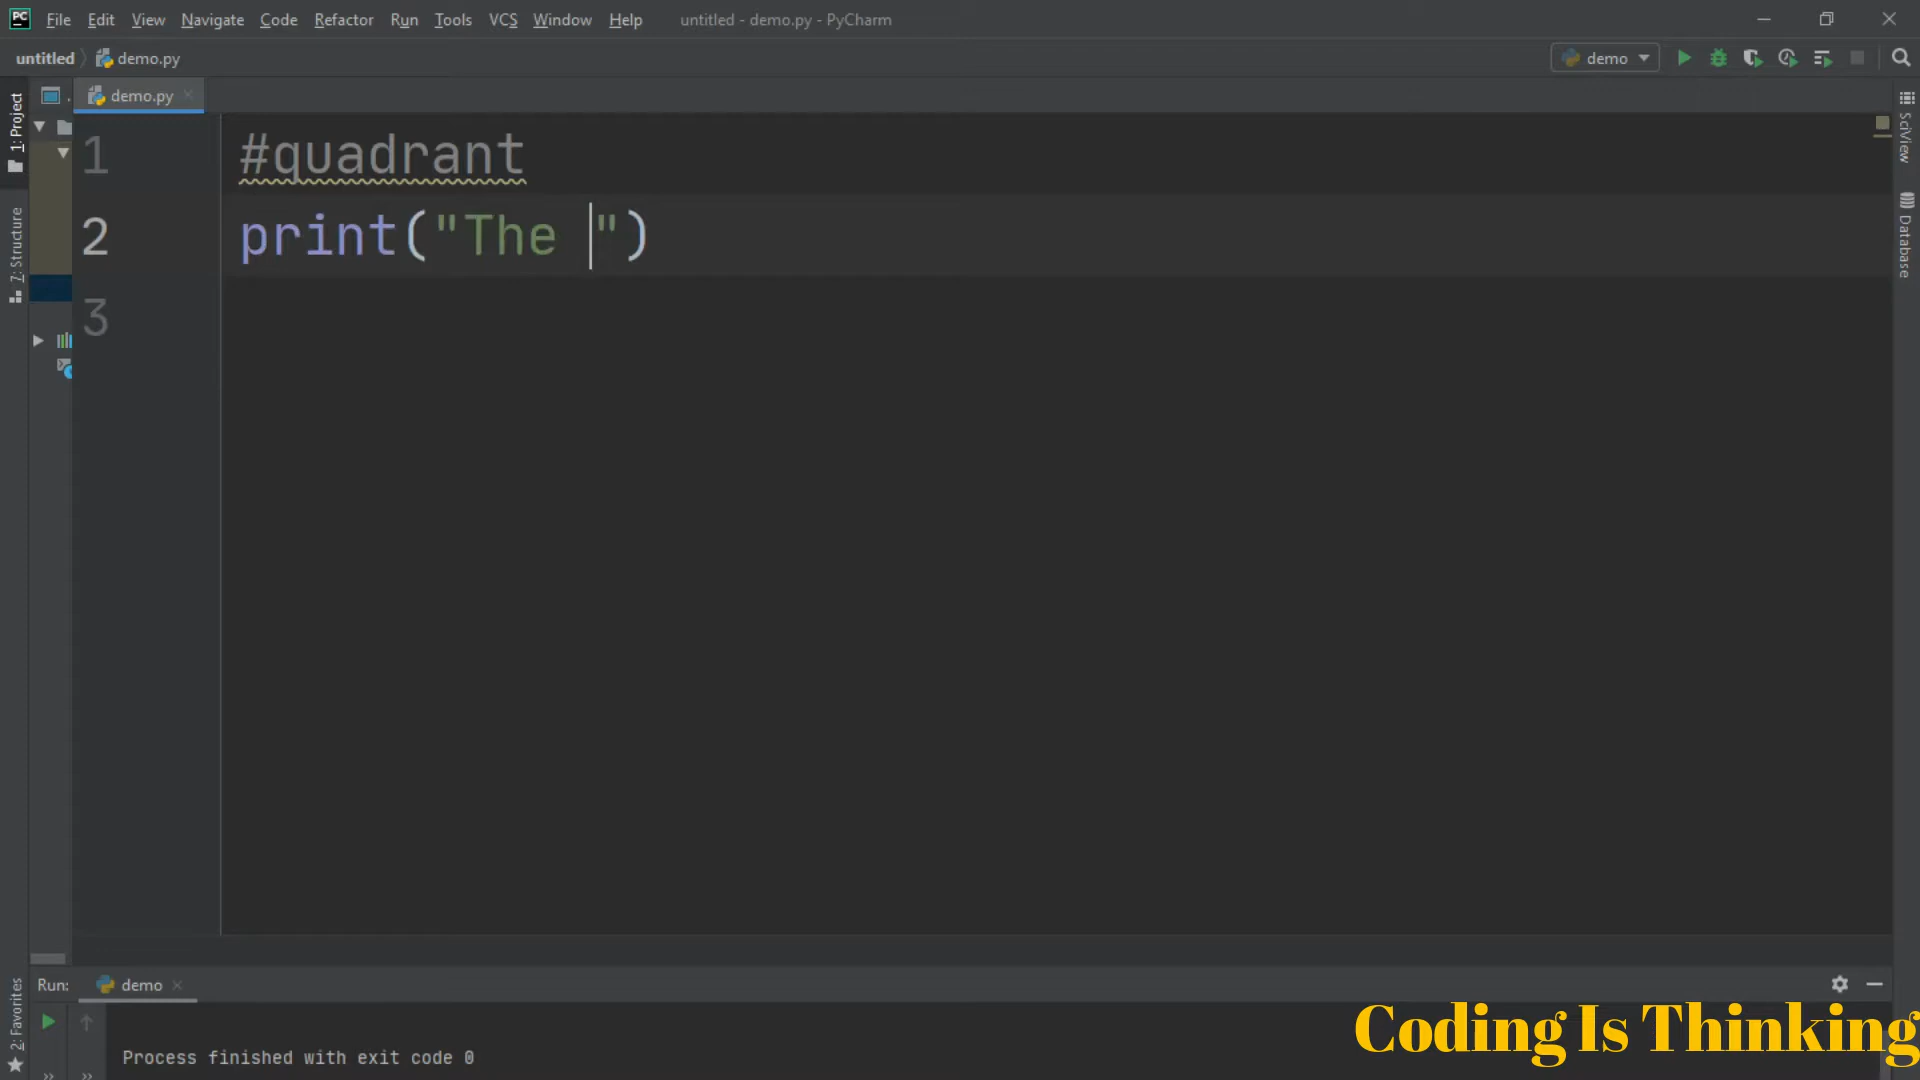 PC File Edit View Navigate Code Refactor Run Tools VCS Window Help untitled - demo.py - PyCharm
untitled demo.py demo
1: Project
demo.py
SciView
1 #quadrant
2 print("The ")
3
7: Structure
Database
2: Favorites
Run: demo
Process finished with exit code 0
Coding Is Thinking